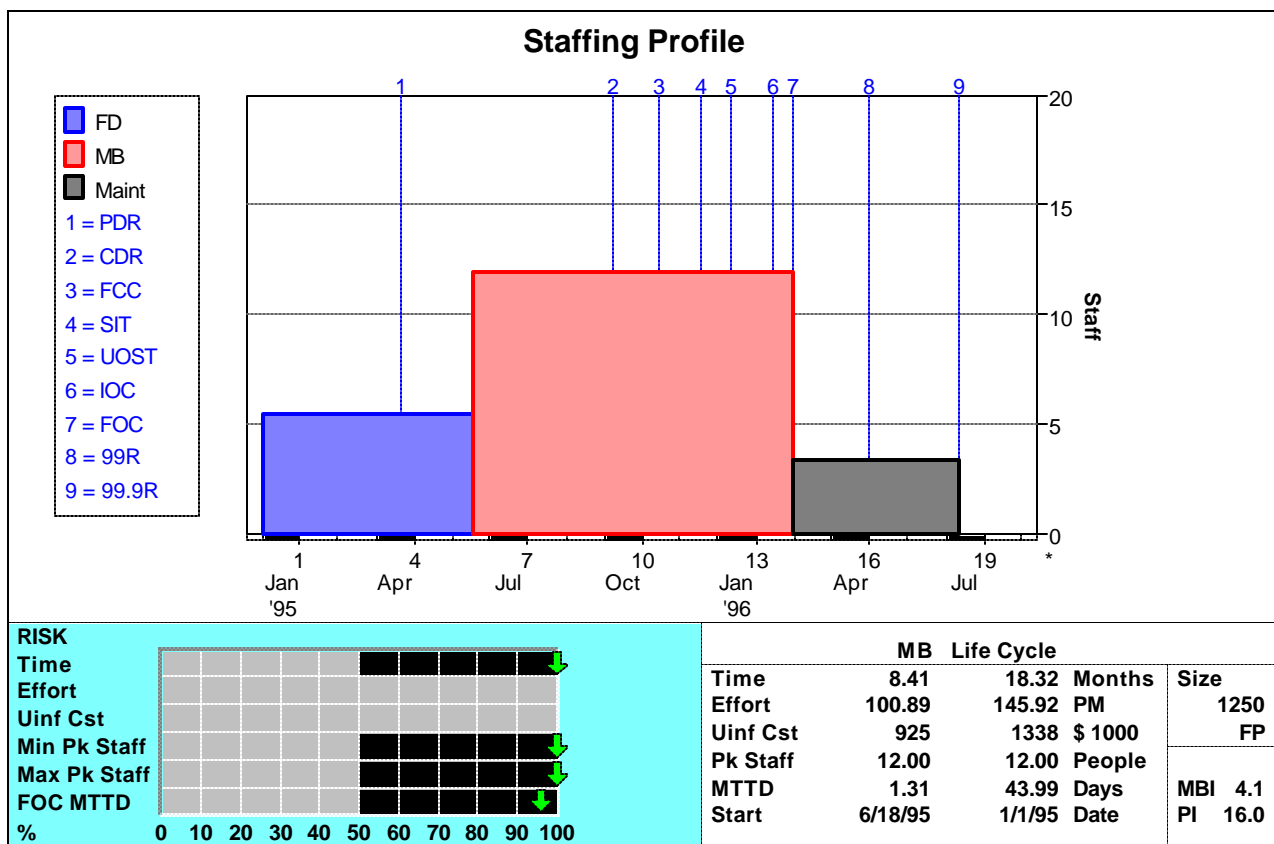 Staffing Profile
1 2 3 4 5 6 7 8 9
FD
MB
Maint
1 = PDR
2 = CDR
3 = FCC
4 = SIT
5 = UOST
6 = IOC
7 = FOC
8 = 99R
9 = 99.9R
20
15
10
5
0
Staff
1 4 7 10 13 16 19 *
Jan Apr Jul Oct Jan Apr Jul
'95 '96
RISK
Time
Effort
Uinf Cst
Min Pk Staff
Max Pk Staff
FOC MTTD
% 0 10 20 30 40 50 60 70 80 90 100
MB Life Cycle
Time 8.41 18.32 Months
Effort 100.89 145.92 PM
Uinf Cst 925 1338 $ 1000
Pk Staff 12.00 12.00 People
MTTD 1.31 43.99 Days
Start 6/18/95 1/1/95 Date
Size
1250
FP
MBI 4.1
PI 16.0